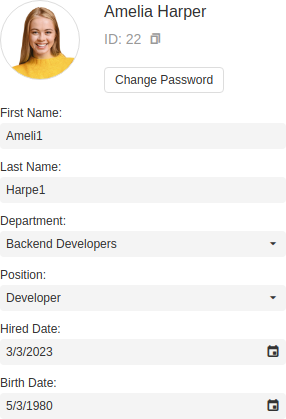 Amelia Harper
ID: 22
Change Password
First Name:
Ameli1
Last Name:
Harpe1
Department:
Backend Developers
Position:
Developer
Hired Date:
3/3/2023
Birth Date:
5/3/1980